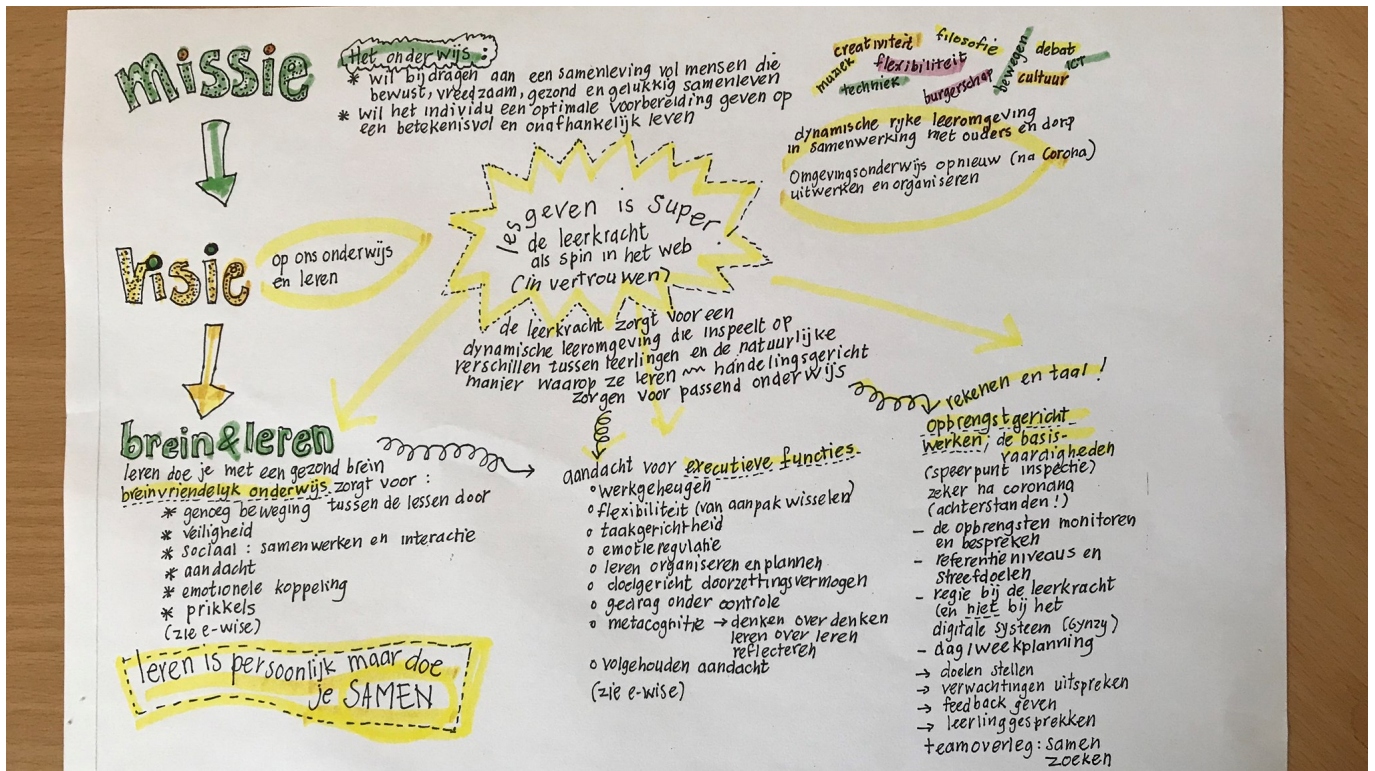 missie
Het onderwijs :
* wil bijdragen aan een samenleving vol mensen die
bewust, vreedzaam, gezond en gelukkig samenleven
* wil het individu een optimale voorbereiding geven op
een betekenisvol en onafhankelijk leven
creativiteit
filosofie
bewegen
debat
muziek
flexibiliteit
ICT
techniek
burgerschap
cultuur
dynamische rijke leeromgeving
in samenwerking met ouders en dorp
Omgevingsonderwijs opnieuw (na Corona)
uitwerken en organiseren
Visie
op ons onderwijs
en leren
lesgeven is super
de leerkracht
als spin in het web
(in vertrouwen)
de leerkracht zorgt voor een
dynamische leeromgeving die inspeelt op
verschillen tussen leerlingen en de natuurlijke
manier waarop ze leren ~ handelingsgericht
zorgen voor passend onderwijs
brein & leren
leren doe je met een gezond brein
breinvriendelijk onderwijs zorgt voor :
* genoeg beweging tussen de lessen door
* veiligheid
* sociaal : samenwerken en interactie
* aandacht
* emotionele koppeling
* prikkels
(zie e-wise)
leren is persoonlijk maar doe
je SAMEN
aandacht voor executieve functies
° werkgeheugen
° flexibiliteit (van aanpak wisselen)
° taakgerichtheid
° emotieregulatie
° leren organiseren en plannen
° doelgericht doorzettingsvermogen
° gedrag onder controle
° metacognitie → denken over denken
leren over leren
reflecteren
° volgehouden aandacht
(zie e-wise)
rekenen en taal !
opbrengstgericht
werken; de basis-
vaardigheden
(speerpunt inspectie)
zeker na coronana
(achterstanden!)
- de opbrengsten monitoren
en bespreken
- referentieniveaus en
streefdoelen
- regie bij de leerkracht
(en niet bij het
digitale systeem (Gynzy)
- dag/weekplanning
→ doelen stellen
→ verwachtingen uitspreken
→ feedback geven
→ leerlinggesprekken
teamoverleg: samen
zoeken